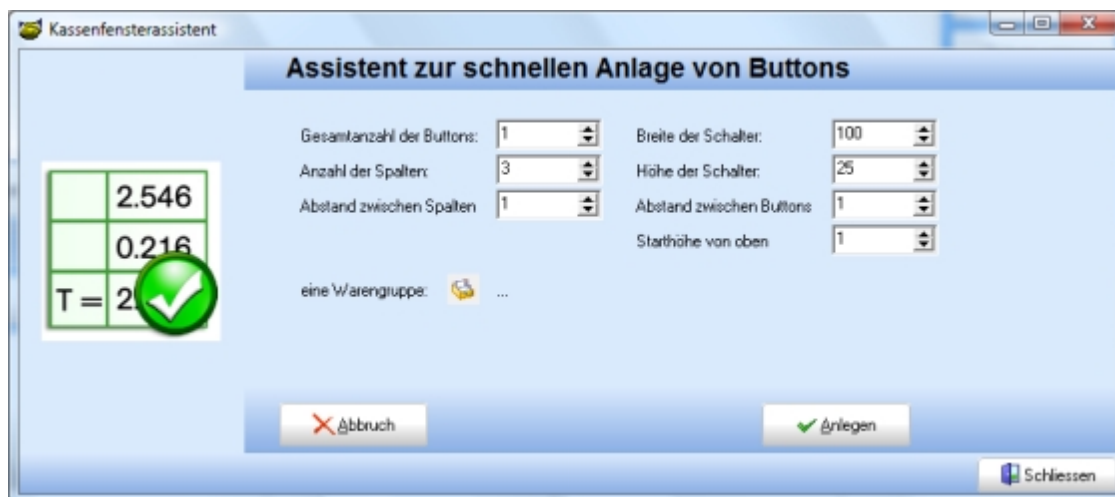 Kassenfensterassistent
Assistent zur schnellen Anlage von Buttons
Gesamtanzahl der Buttons: 1 Breite der Schalter: 100
Anzahl der Spalten: 3 Höhe der Schalter: 25
Abstand zwischen Spalten 1 Abstand zwischen Buttons 1
Starthöhe von oben 1
2.546
0.216
T = 2
eine Warengruppe: ...
Abbruch Anlegen
Schliessen